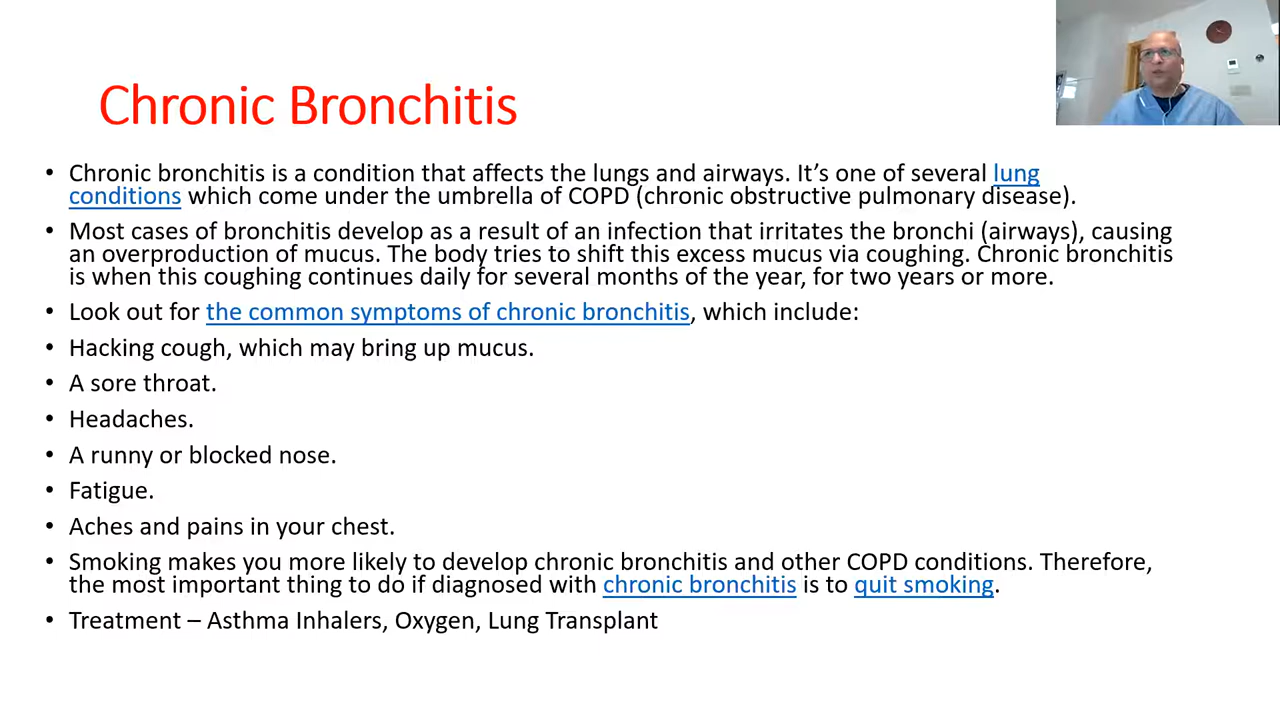 Chronic Bronchitis
• Chronic bronchitis is a condition that affects the lungs and airways. It’s one of several lung
conditions which come under the umbrella of COPD (chronic obstructive pulmonary disease).
• Most cases of bronchitis develop as a result of an infection that irritates the bronchi (airways), causing
an overproduction of mucus. The body tries to shift this excess mucus via coughing. Chronic bronchitis
is when this coughing continues daily for several months of the year, for two years or more.
• Look out for the common symptoms of chronic bronchitis, which include:
• Hacking cough, which may bring up mucus.
• A sore throat.
• Headaches.
• A runny or blocked nose.
• Fatigue.
• Aches and pains in your chest.
• Smoking makes you more likely to develop chronic bronchitis and other COPD conditions. Therefore,
the most important thing to do if diagnosed with chronic bronchitis is to quit smoking.
• Treatment – Asthma Inhalers, Oxygen, Lung Transplant